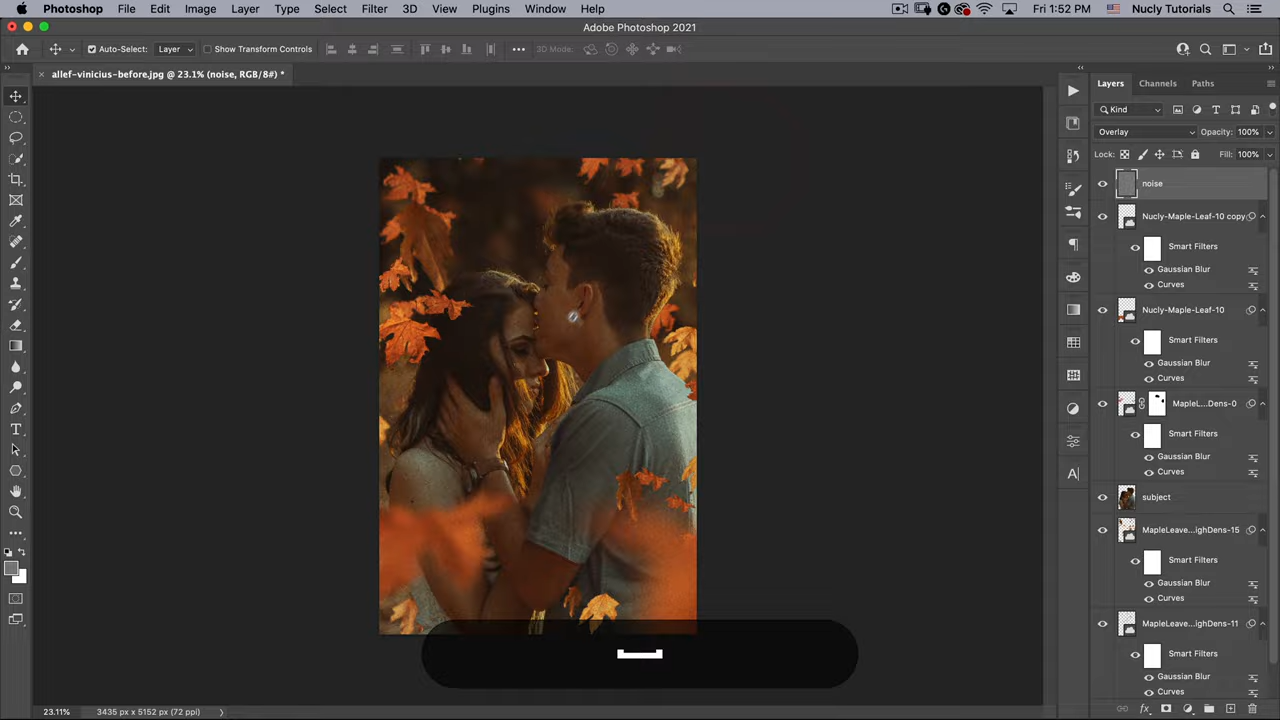 Photoshop File Edit Image Layer Type Select Filter 3D View Plugins Window Help Fri 1:52 PM Nucly Tutorials
Adobe Photoshop 2021
Auto-Select: Layer Show Transform Controls 3D Mode:
allef-vinicius-before.jpg @ 23.1% (noise, RGB/8#) *
Layers Channels Paths
Kind
Overlay Opacity: 100%
Lock: Fill: 100%
noise
Nucly-Maple-Leaf-10 copy
Smart Filters
Gaussian Blur
Curves
Nucly-Maple-Leaf-10
Smart Filters
Gaussian Blur
Curves
MapleL...Dens-0
Smart Filters
Gaussian Blur
Curves
subject
MapleLeave...ighDens-15
Smart Filters
Gaussian Blur
Curves
MapleLeave...ighDens-11
Smart Filters
Gaussian Blur
Curves
23.11% 3435 px x 5152 px (72 ppi)